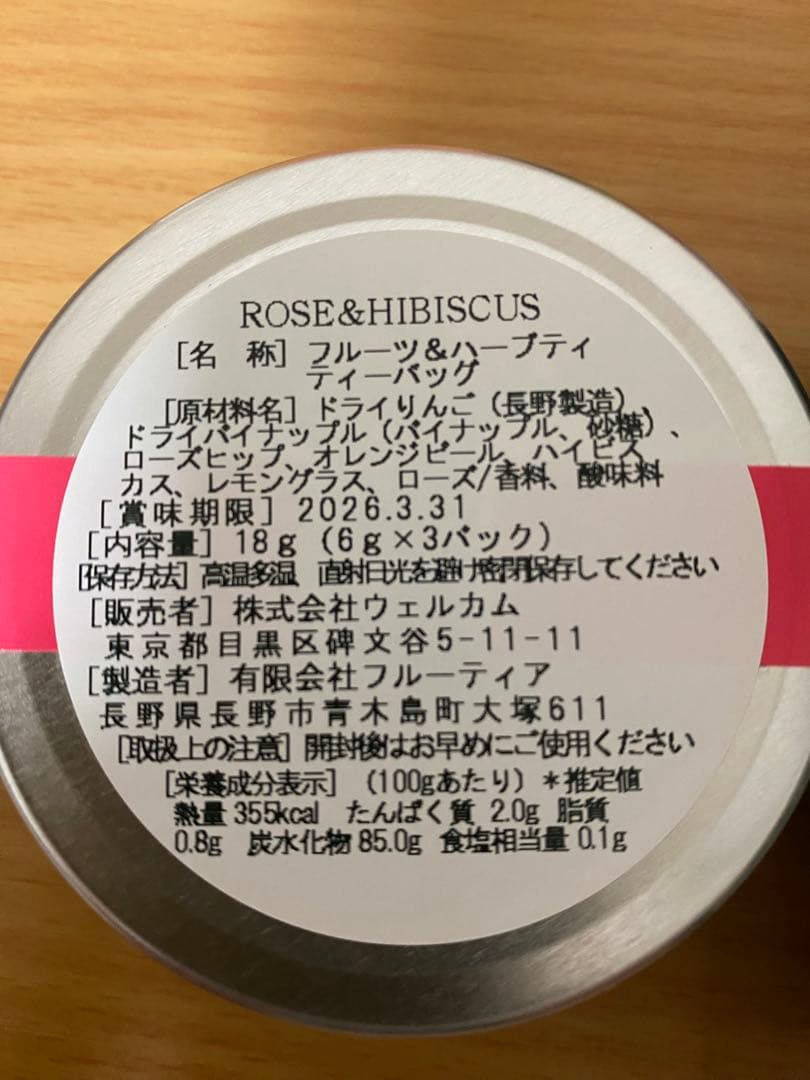 ROSE&HIBISCUS
[名 称] フルーツ&ハーブティ
ティーバッグ
[原材料名] ドライりんご (長野製造)、
ドライパイナップル (パイナップル、砂糖)、
ローズヒップ、オレンジピール、ハイビス
カス、レモングラス、ローズ/香料、酸味料
[賞味期限] 2026.3.31
[内容量] 18g (6g×3パック)
[保存方法] 高温多湿、直射日光を避け密閉保存してください
[販売者] 株式会社ウェルカム
東京都目黒区碑文谷5-11-11
[製造者] 有限会社フルーティア
長野県長野市青木島町大塚611
[取扱上の注意] 開封後はお早めにご使用ください
[栄養成分表示] (100gあたり) *推定値
熱量 355kcal たんぱく質 2.0g 脂質
0.8g 炭水化物 85.0g 食塩相当量 0.1g